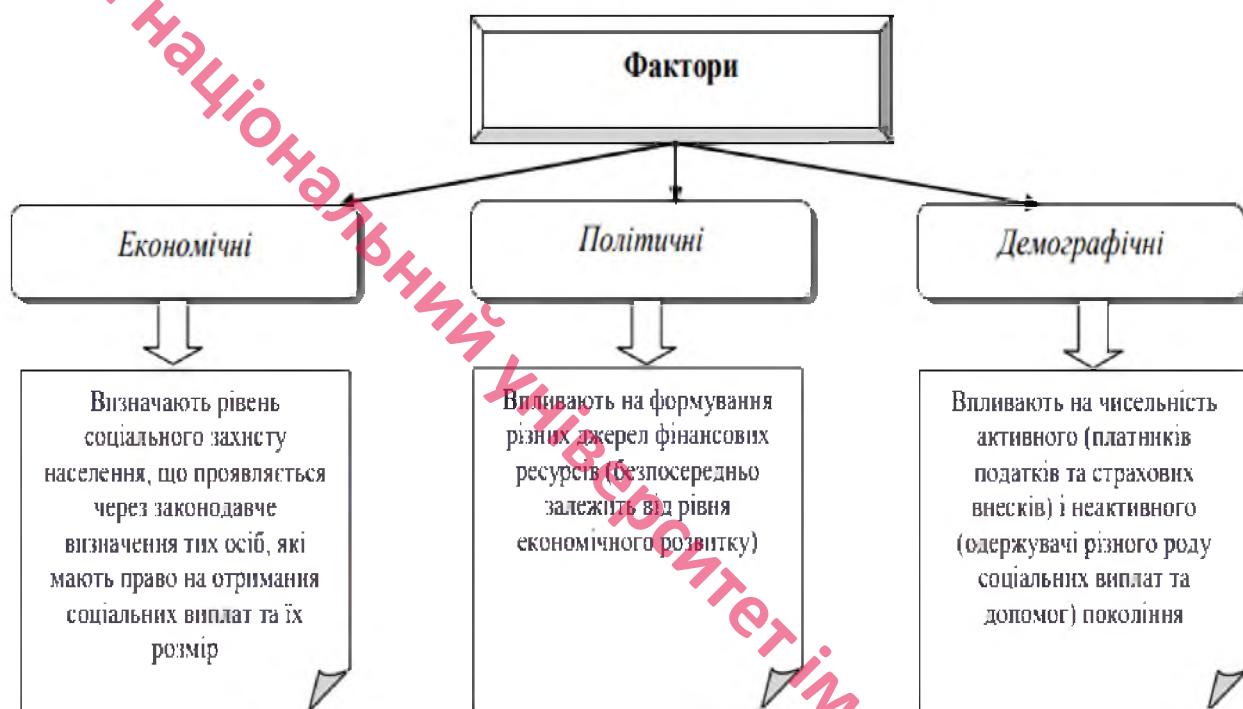 Фактори
Економічні
Політичні
Демографічні
Визначають рівень
соціального захисту
населення, що проявляється
через законодавче
визначення тих осіб, які
мають право на отримання
соціальних виплат та їх
розмір
Впливають на формування
різних джерел фінансових
ресурсів (безпосередньо
залежить від рівня
економічного розвитку)
Впливають на чисельність
активного (платників
податків та страхових
внесків) і неактивного
(одержувачі різного роду
соціальних виплат та
допомог) покоління
національний університет ім